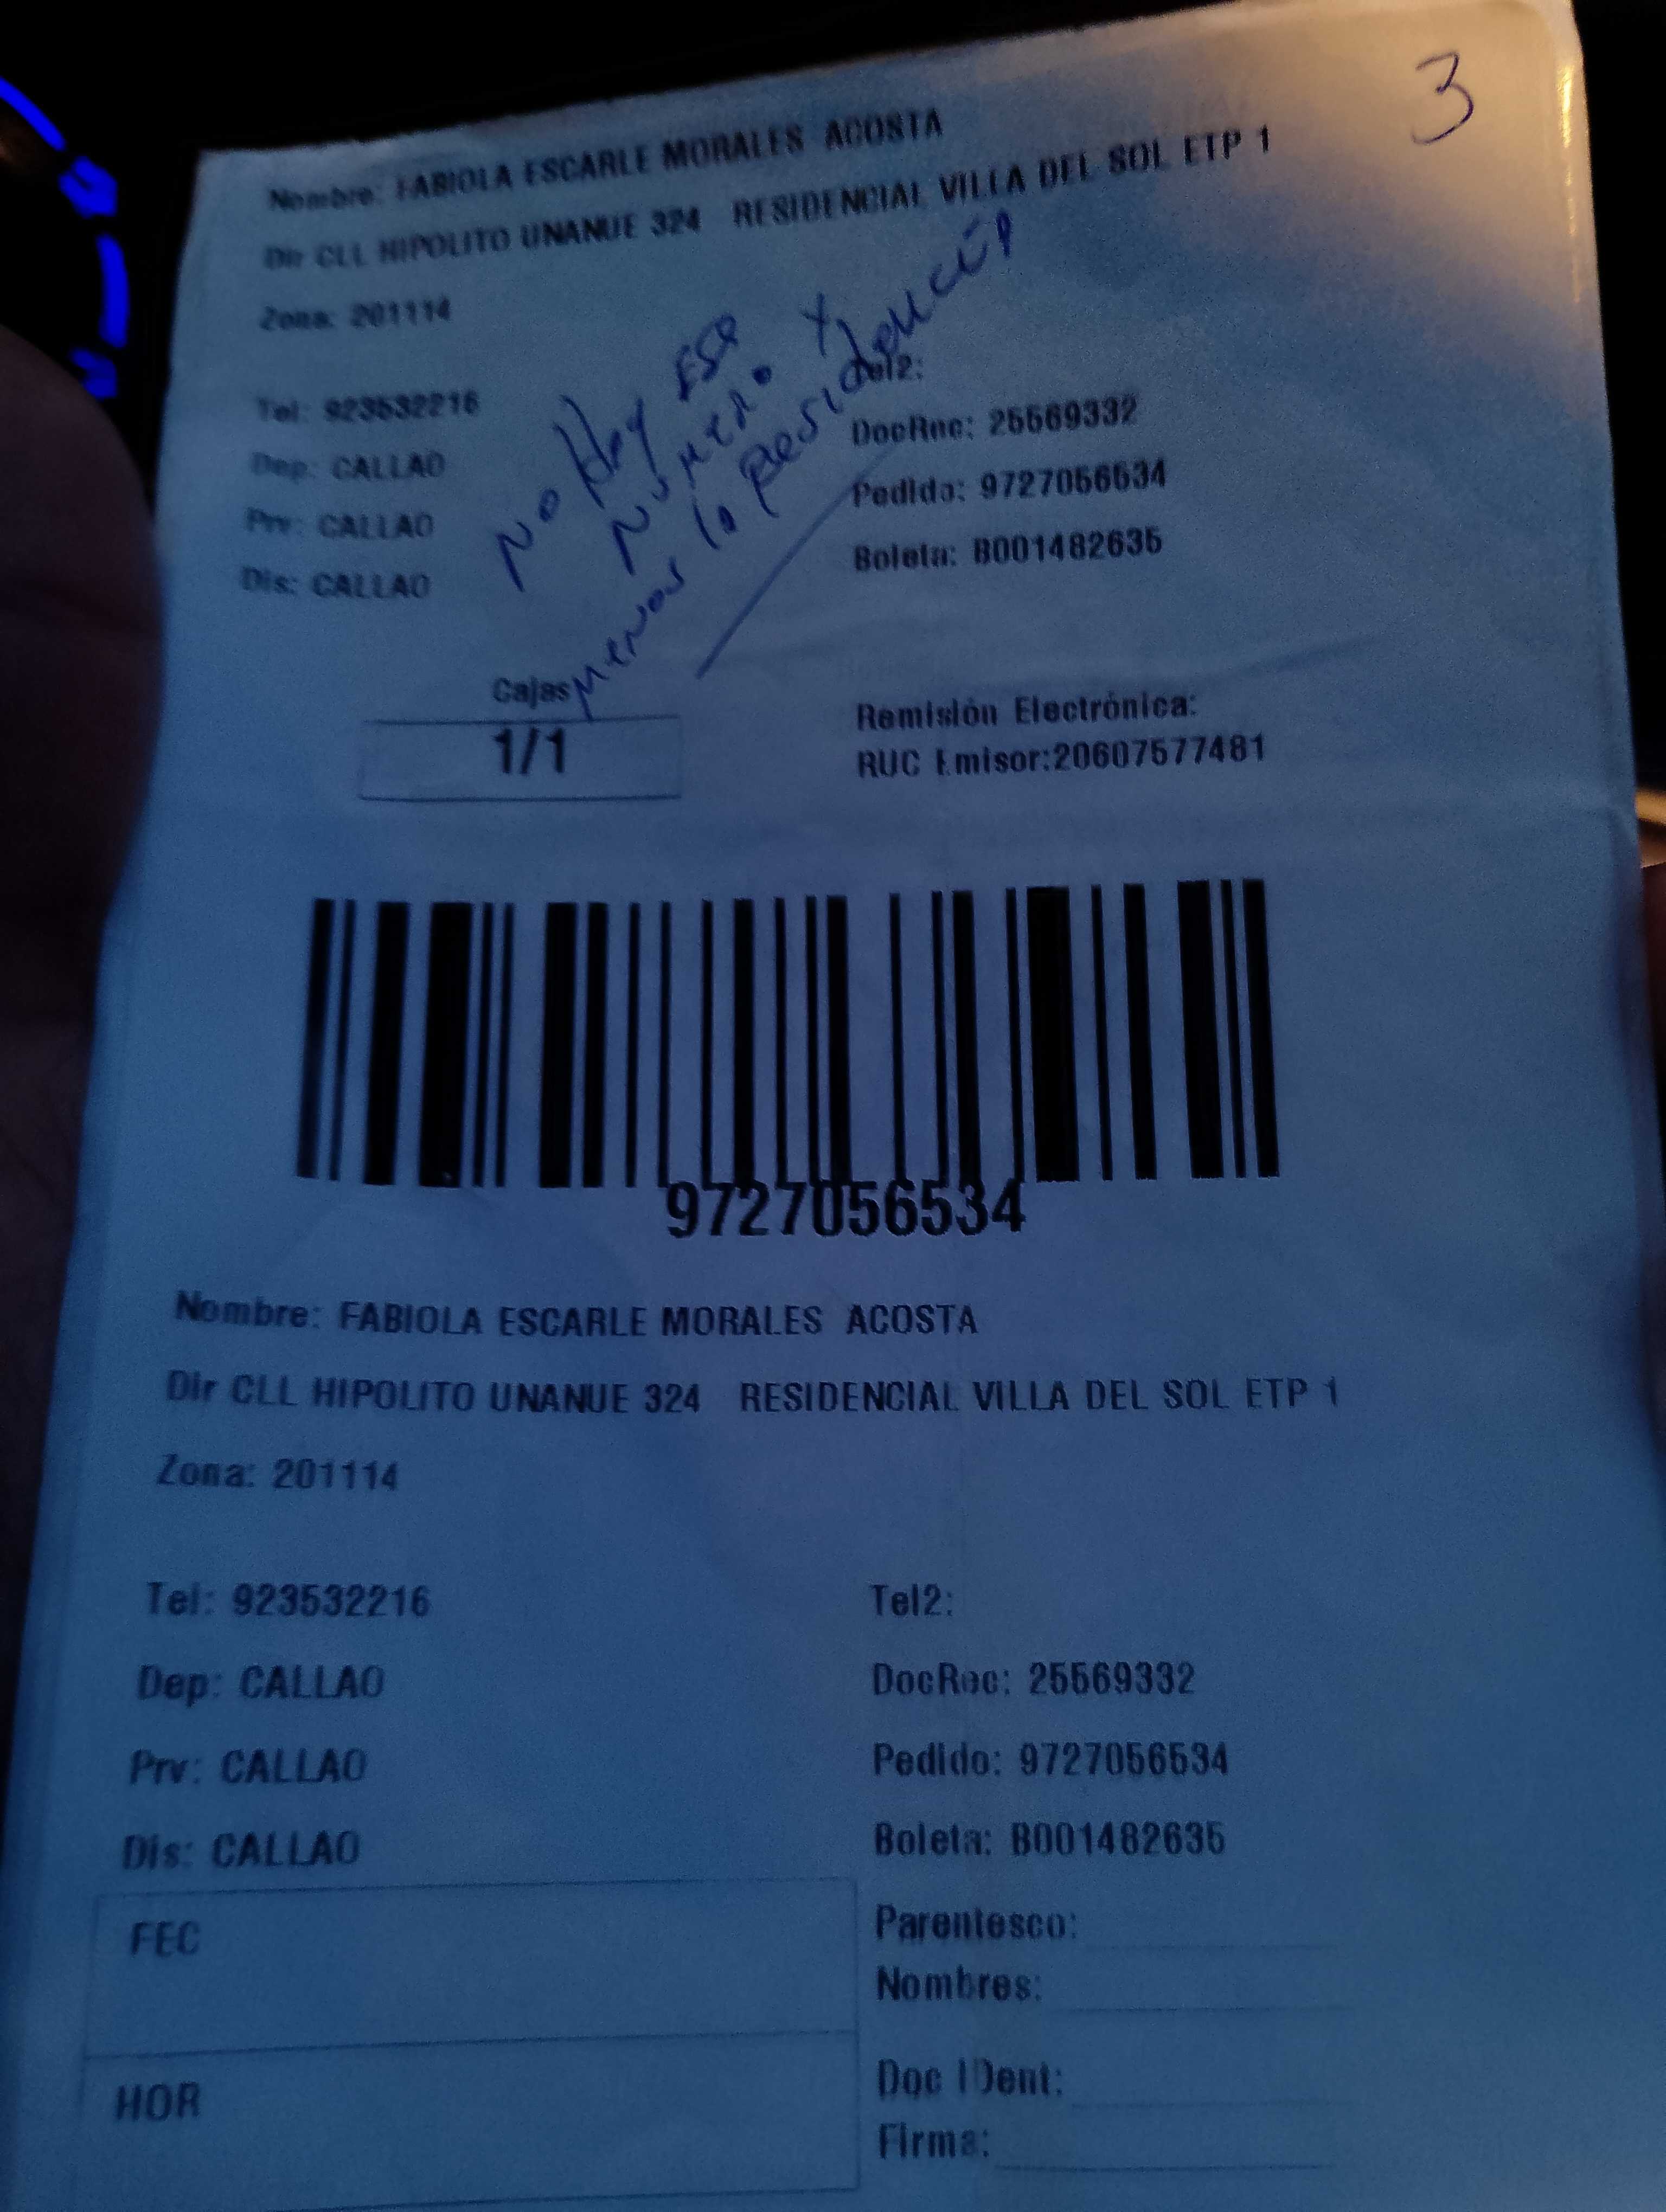 3
Nombre: FABIOLA ESCARLE MORALES ACOSTA
Dir CLL HIPOLITO UNANUE 324 RESIDENCIAL VILLA DEL SOL ETP 1
Zona: 201114
No Hay ESE
NUMERO Y
MENOS la Residencial
Tel: 923532216
Tel2:
Dep: CALLAO
DocRec: 25569332
Prv: CALLAO
Pedido: 9727056534
Dis: CALLAO
Boleta: B001482635
Cajas
1/1
Remisión Electrónica:
RUC Emisor:20607577481
9727056534
Nombre: FABIOLA ESCARLE MORALES ACOSTA
Dir CLL HIPOLITO UNANUE 324 RESIDENCIAL VILLA DEL SOL ETP 1
Zona: 201114
Tel: 923532216
Tel2:
Dep: CALLAO
DocRec: 25569332
Prv: CALLAO
Pedido: 9727056534
Dis: CALLAO
Boleta: B001482635
FEC
Parentesco:
Nombres:
HOR
Doc IDent:
Firma: